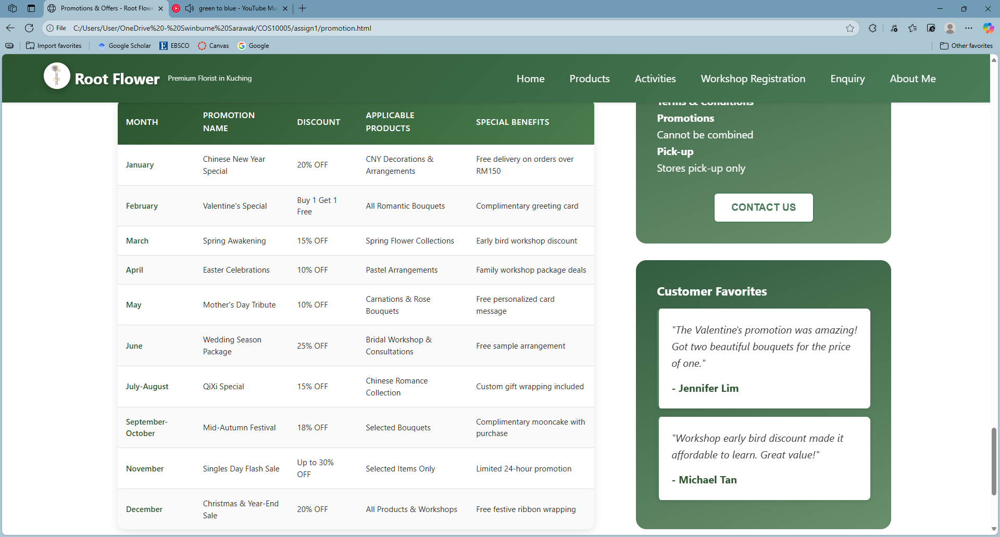 Promotions & Offers - Root Flowe
green to blue - YouTube Mu
File
C:/Users/User/OneDrive%20-%20Swinburne%20Sarawak/COS10005/assign1/promotion.html
Import favorites
Google Scholar
EBSCO
Canvas
Google
Other favorites
Root Flower
Premium Florist in Kuching
Home
Products
Activities
Workshop Registration
Enquiry
About Me
MONTH
PROMOTION
NAME
DISCOUNT
APPLICABLE
PRODUCTS
SPECIAL BENEFITS
January
Chinese New Year
Special
20% OFF
CNY Decorations &
Arrangements
Free delivery on orders over
RM150
February
Valentine's Special
Buy 1 Get 1
Free
All Romantic Bouquets
Complimentary greeting card
March
Spring Awakening
15% OFF
Spring Flower Collections
Early bird workshop discount
April
Easter Celebrations
10% OFF
Pastel Arrangements
Family workshop package deals
May
Mother's Day Tribute
10% OFF
Carnations & Rose
Bouquets
Free personalized card
message
June
Wedding Season
Package
25% OFF
Bridal Workshop &
Consultations
Free sample arrangement
July-August
QiXi Special
15% OFF
Chinese Romance
Collection
Custom gift wrapping included
September-
October
Mid-Autumn Festival
18% OFF
Selected Bouquets
Complimentary mooncake with
purchase
November
Singles Day Flash Sale
Up to 30%
OFF
Selected Items Only
Limited 24-hour promotion
December
Christmas & Year-End
Sale
20% OFF
All Products & Workshops
Free festive ribbon wrapping
Terms & Conditions
Promotions
Cannot be combined
Pick-up
Stores pick-up only
CONTACT US
Customer Favorites
"The Valentine's promotion was amazing!
Got two beautiful bouquets for the price
of one."
- Jennifer Lim
"Workshop early bird discount made it
affordable to learn. Great value!"
- Michael Tan